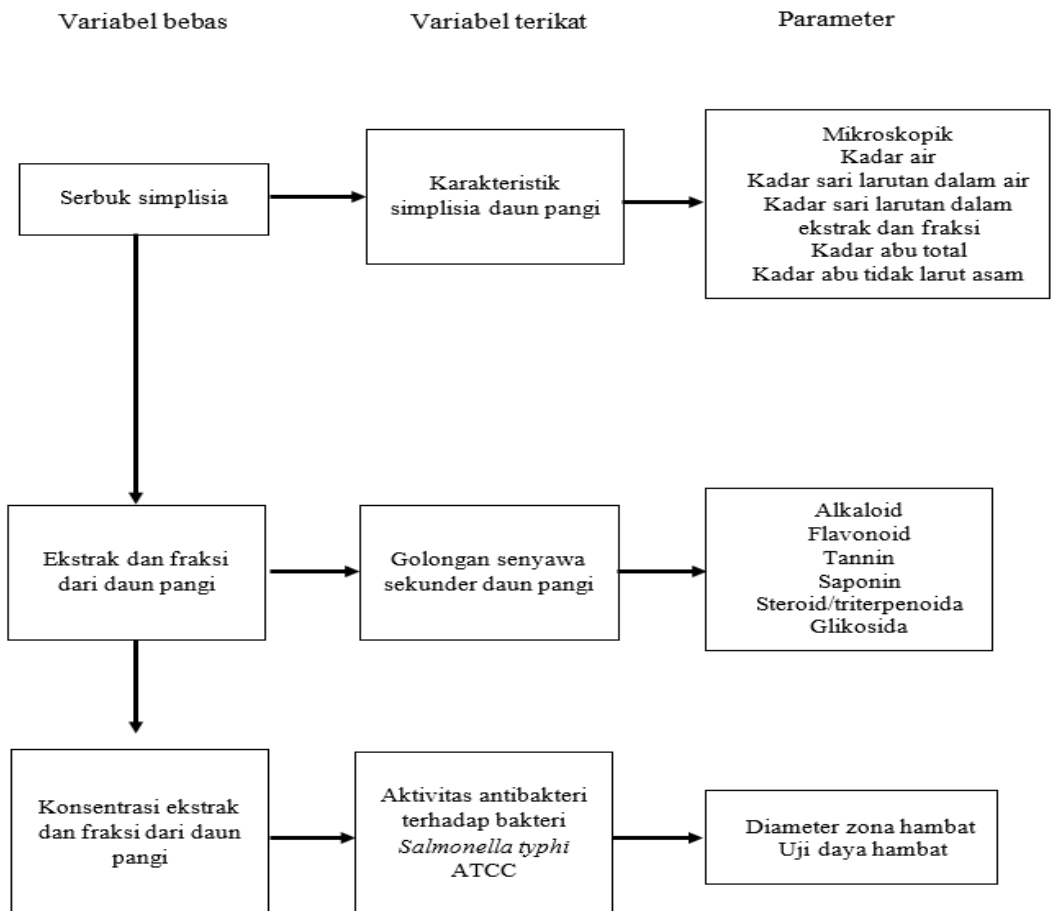 Variabel bebas
Variabel terikat
Parameter
Serbuk simplisia
Karakteristik
simplisia daun pangi
Mikroskopik
Kadar air
Kadar sari larutan dalam air
Kadar sari larutan dalam
ekstrak dan fraksi
Kadar abu total
Kadar abu tidak larut asam
Ekstrak dan fraksi
dari daun pangi
Golongan senyawa
sekunder daun pangi
Alkaloid
Flavonoid
Tannin
Saponin
Steroid/triterpenoida
Glikosida
Konsentrasi ekstrak
dan fraksi dari daun
pangi
Aktivitas antibakteri
terhadap bakteri
Salmonella typhi
ATCC
Diameter zona hambat
Uji daya hambat